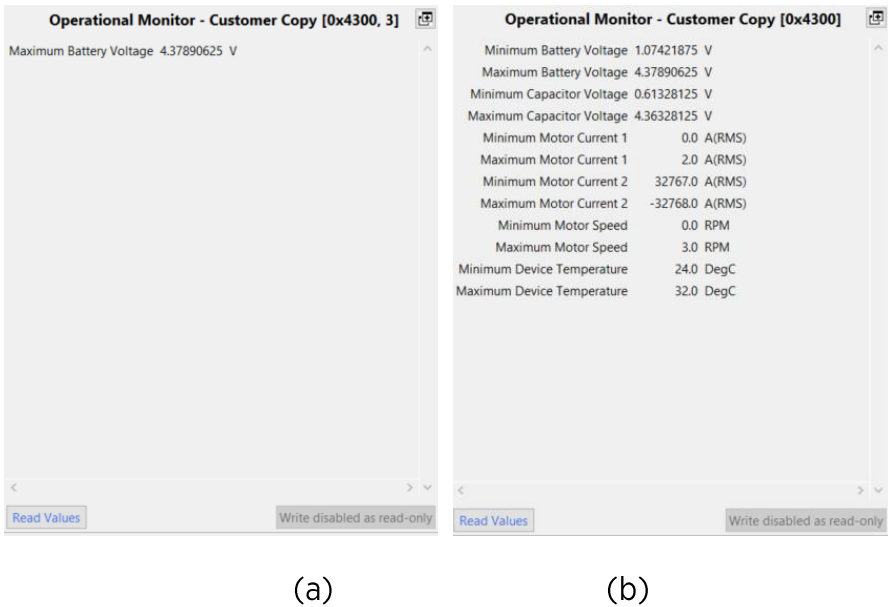 Operational Monitor - Customer Copy [0x4300, 3]
Maximum Battery Voltage 4.37890625 V
Read Values
Write disabled as read-only
(a)
Operational Monitor - Customer Copy [0x4300]
Minimum Battery Voltage 1.07421875 V
Maximum Battery Voltage 4.37890625 V
Minimum Capacitor Voltage 0.61328125 V
Maximum Capacitor Voltage 4.36328125 V
Minimum Motor Current 1 0.0 A(RMS)
Maximum Motor Current 1 2.0 A(RMS)
Minimum Motor Current 2 32767.0 A(RMS)
Maximum Motor Current 2 -32768.0 A(RMS)
Minimum Motor Speed 0.0 RPM
Maximum Motor Speed 3.0 RPM
Minimum Device Temperature 24.0 DegC
Maximum Device Temperature 32.0 DegC
Read Values
Write disabled as read-only
(b)